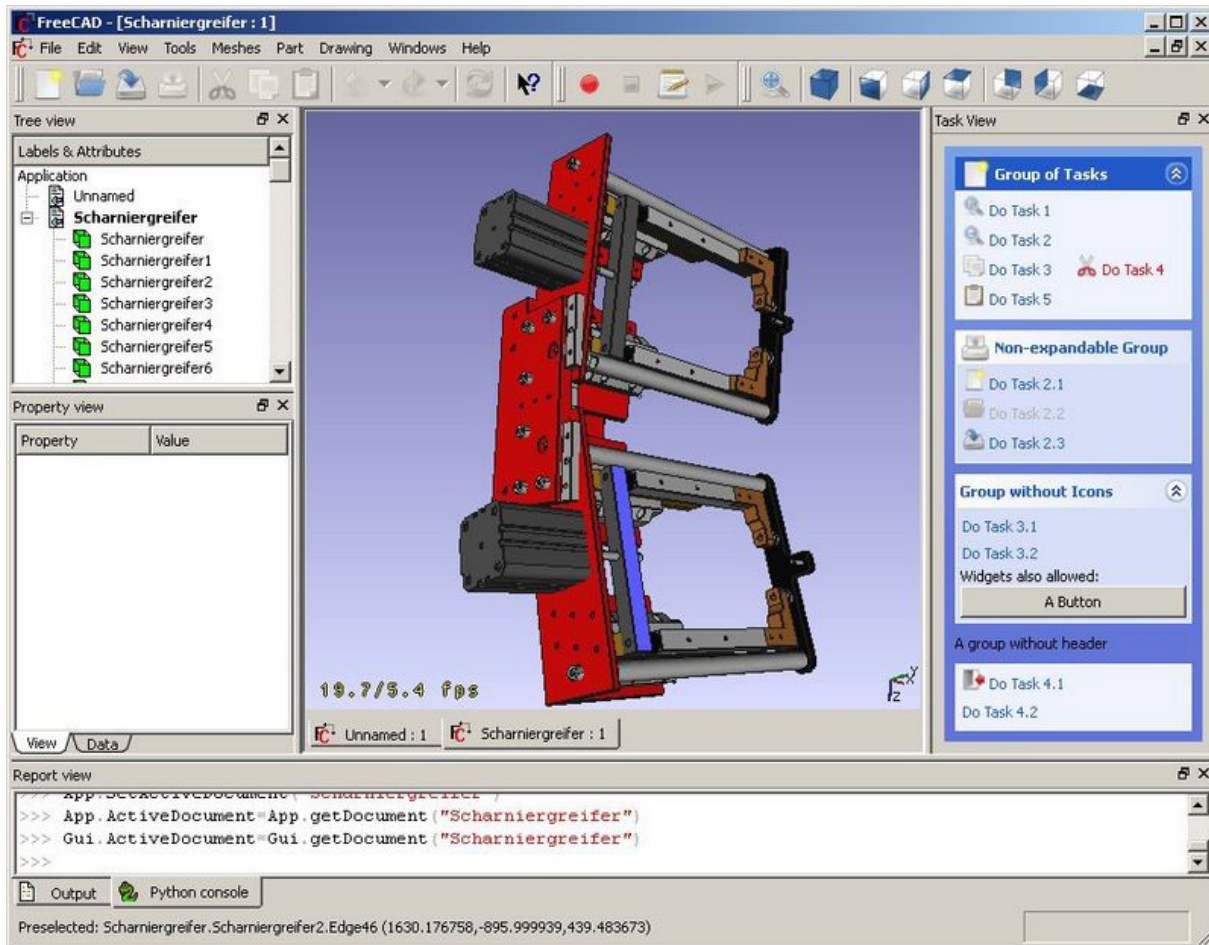 FreeCAD - [Scharniergreifer : 1]
File Edit View Tools Meshes Part Drawing Windows Help
Tree view
Labels & Attributes
Application
Unnamed
Scharniergreifer
Scharniergreifer
Scharniergreifer1
Scharniergreifer2
Scharniergreifer3
Scharniergreifer4
Scharniergreifer5
Scharniergreifer6
Property view
Property Value
View Data
19.7/5.4 fps
Y
X
Z
Unnamed : 1 Scharniergreifer : 1
Task View
Group of Tasks
Do Task 1
Do Task 2
Do Task 3 Do Task 4
Do Task 5
Non-expandable Group
Do Task 2.1
Do Task 2.2
Do Task 2.3
Group without Icons
Do Task 3.1
Do Task 3.2
Widgets also allowed:
A Button
A group without header
Do Task 4.1
Do Task 4.2
Report view
>>> App.setActiveDocument("Scharniergreifer")
>>> App.ActiveDocument=App.getDocument("Scharniergreifer")
>>> Gui.ActiveDocument=Gui.getDocument("Scharniergreifer")
>>>
Output Python console
Preselected: Scharniergreifer.Scharniergreifer2.Edge46 (1630.176758,-895.999939,439.483673)